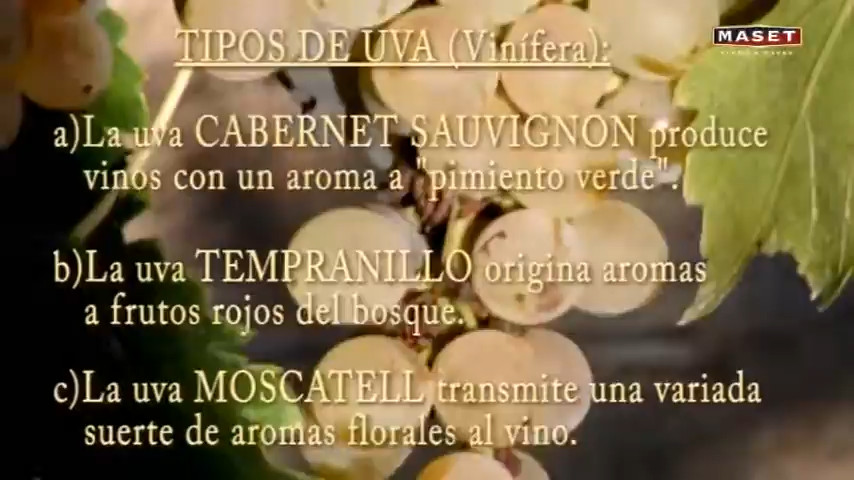 MASET
TIPOS DE UVA (Vinífera):
a)La uva CABERNET SAUVIGNON produce
vinos con un aroma a "pimiento verde".
b)La uva TEMPRANILLO origina aromas
a frutos rojos del bosque.
c)La uva MOSCATELL transmite una variada
suerte de aromas florales al vino.